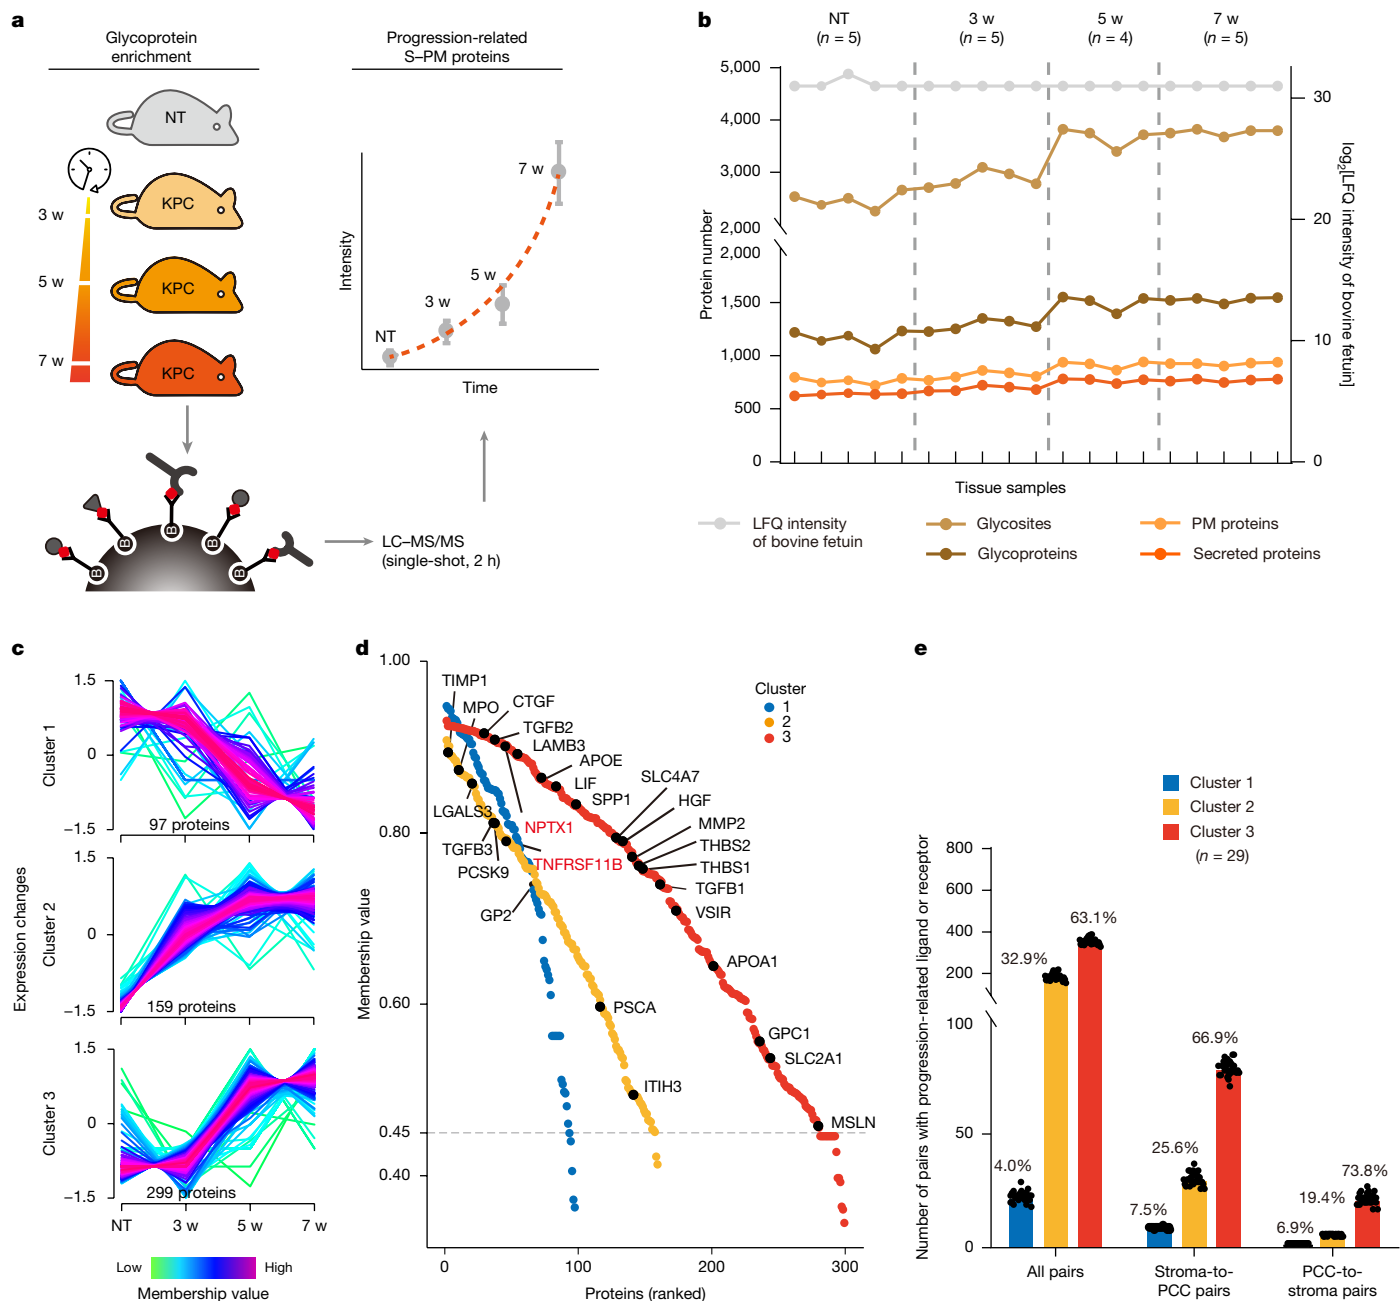 a
Glycoprotein
enrichment
Progression-related
S–PM proteins
NT
KPC
KPC
KPC
3 w
5 w
7 w
Intensity
NT
3 w
5 w
7 w
Time
B
B
B
B
B
LC–MS/MS
(single-shot, 2 h)
b
NT
(n = 5)
3 w
(n = 5)
5 w
(n = 4)
7 w
(n = 5)
Protein number
5,000
4,000
3,000
2,000
2,000
1,500
1,000
500
0
30
20
10
0
log2[LFQ intensity of bovine fetuin]
Tissue samples
LFQ intensity
of bovine fetuin
Glycosites
Glycoproteins
PM proteins
Secreted proteins
c
Expression changes
Cluster 1
1.5
0
−1.5
97 proteins
Cluster 2
1.5
0
−1.5
159 proteins
Cluster 3
1.5
0
−1.5
299 proteins
NT
3 w
5 w
7 w
Low
High
Membership value
d
Membership value
1.00
0.80
0.60
0.45
0.40
0
100
200
300
Proteins (ranked)
Cluster
1
2
3
TIMP1
MPO
CTGF
TGFB2
LAMB3
APOE
LIF
SPP1
SLC4A7
HGF
MMP2
THBS2
THBS1
TGFB1
VSIR
APOA1
GPC1
SLC2A1
MSLN
LGALS3
NPTX1
TGFB3
TNFRSF11B
PCSK9
GP2
PSCA
ITIH3
e
Cluster 1
Cluster 2
Cluster 3
(n = 29)
Number of pairs with progression-related ligand or receptor
800
600
400
200
100
50
0
4.0%
32.9%
63.1%
7.5%
25.6%
66.9%
6.9%
19.4%
73.8%
All pairs
Stroma-to-
PCC pairs
PCC-to-
stroma pairs